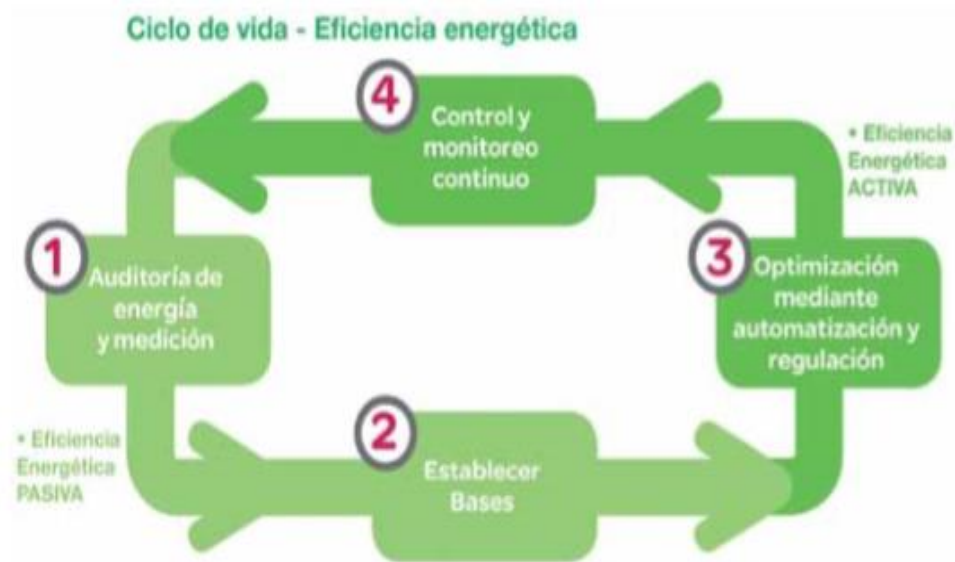 Ciclo de vida - Eficiencia energética
4
Control y
monitoreo
continuo
• Eficiencia
Energética
ACTIVA
1
Auditoría de
energía
y medición
3
Optimización
mediante
automatización y
regulación
• Eficiencia
Energética
PASIVA
2
Establecer
Bases